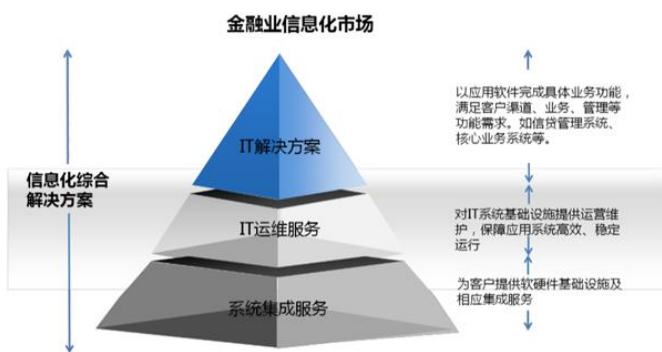 金融业信息化市场
以应用软件完成具体业务功能，
满足客户渠道、业务、管理等
功能需求。如信贷管理系统、
核心业务系统等。
IT解决方案
信息化综合
解决方案
对IT系统基础设施提供运营维
护，保障应用系统高效、稳定
运行
IT运维服务
为客户提供软硬件基础设施及
相应集成服务
系统集成服务